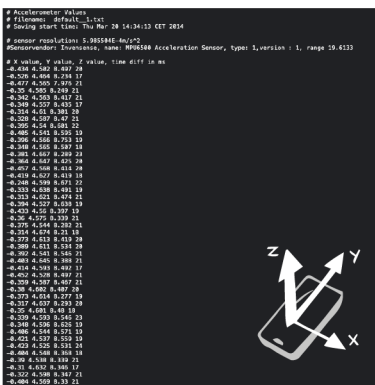 # Accelerometer Values
# filename: default__1.txt
# Saving start time: Thu Mar 20 14:34:13 CET 2014
# sensor resolution: 5.985504E-4m/s^2
#Sensorvendor: Invensense, name: MPU6500 Acceleration Sensor, type: 1,version : 1, range 19.6133
# X value, Y value, Z value, time diff in ms
-0.434 4.502 8.497 20
-0.526 4.464 8.234 17
-0.477 4.565 7.976 21
-0.35 4.585 8.249 21
-0.342 4.563 8.417 21
-0.349 4.557 8.435 17
-0.314 4.61 8.301 20
-0.328 4.587 8.47 21
-0.395 4.54 8.601 22
-0.405 4.541 8.595 19
-0.396 4.566 8.753 19
-0.348 4.565 8.507 18
-0.381 4.667 8.289 23
-0.364 4.647 8.425 20
-0.457 4.568 8.414 20
-0.419 4.627 8.419 18
-0.248 4.599 8.671 22
-0.333 4.638 8.491 19
-0.313 4.621 8.474 21
-0.394 4.527 8.638 19
-0.433 4.56 8.397 19
-0.36 4.575 8.339 21
-0.375 4.544 8.282 21
-0.314 4.674 8.21 18
-0.373 4.613 8.419 20
-0.389 4.611 8.534 20
-0.392 4.541 8.546 21
-0.403 4.645 8.388 21
-0.414 4.593 8.492 17
-0.452 4.528 8.497 21
-0.359 4.587 8.467 21
-0.38 4.602 8.407 20
-0.373 4.614 8.277 19
-0.317 4.637 8.293 20
-0.35 4.601 8.48 18
-0.339 4.593 8.546 23
-0.348 4.596 8.626 19
-0.406 4.544 8.571 19
-0.421 4.537 8.559 19
-0.423 4.525 8.531 24
-0.404 4.548 8.368 18
-0.39 4.538 8.339 21
-0.31 4.632 8.346 17
-0.322 4.598 8.347 21
-0.404 4.569 8.33 21
Z
Y
X